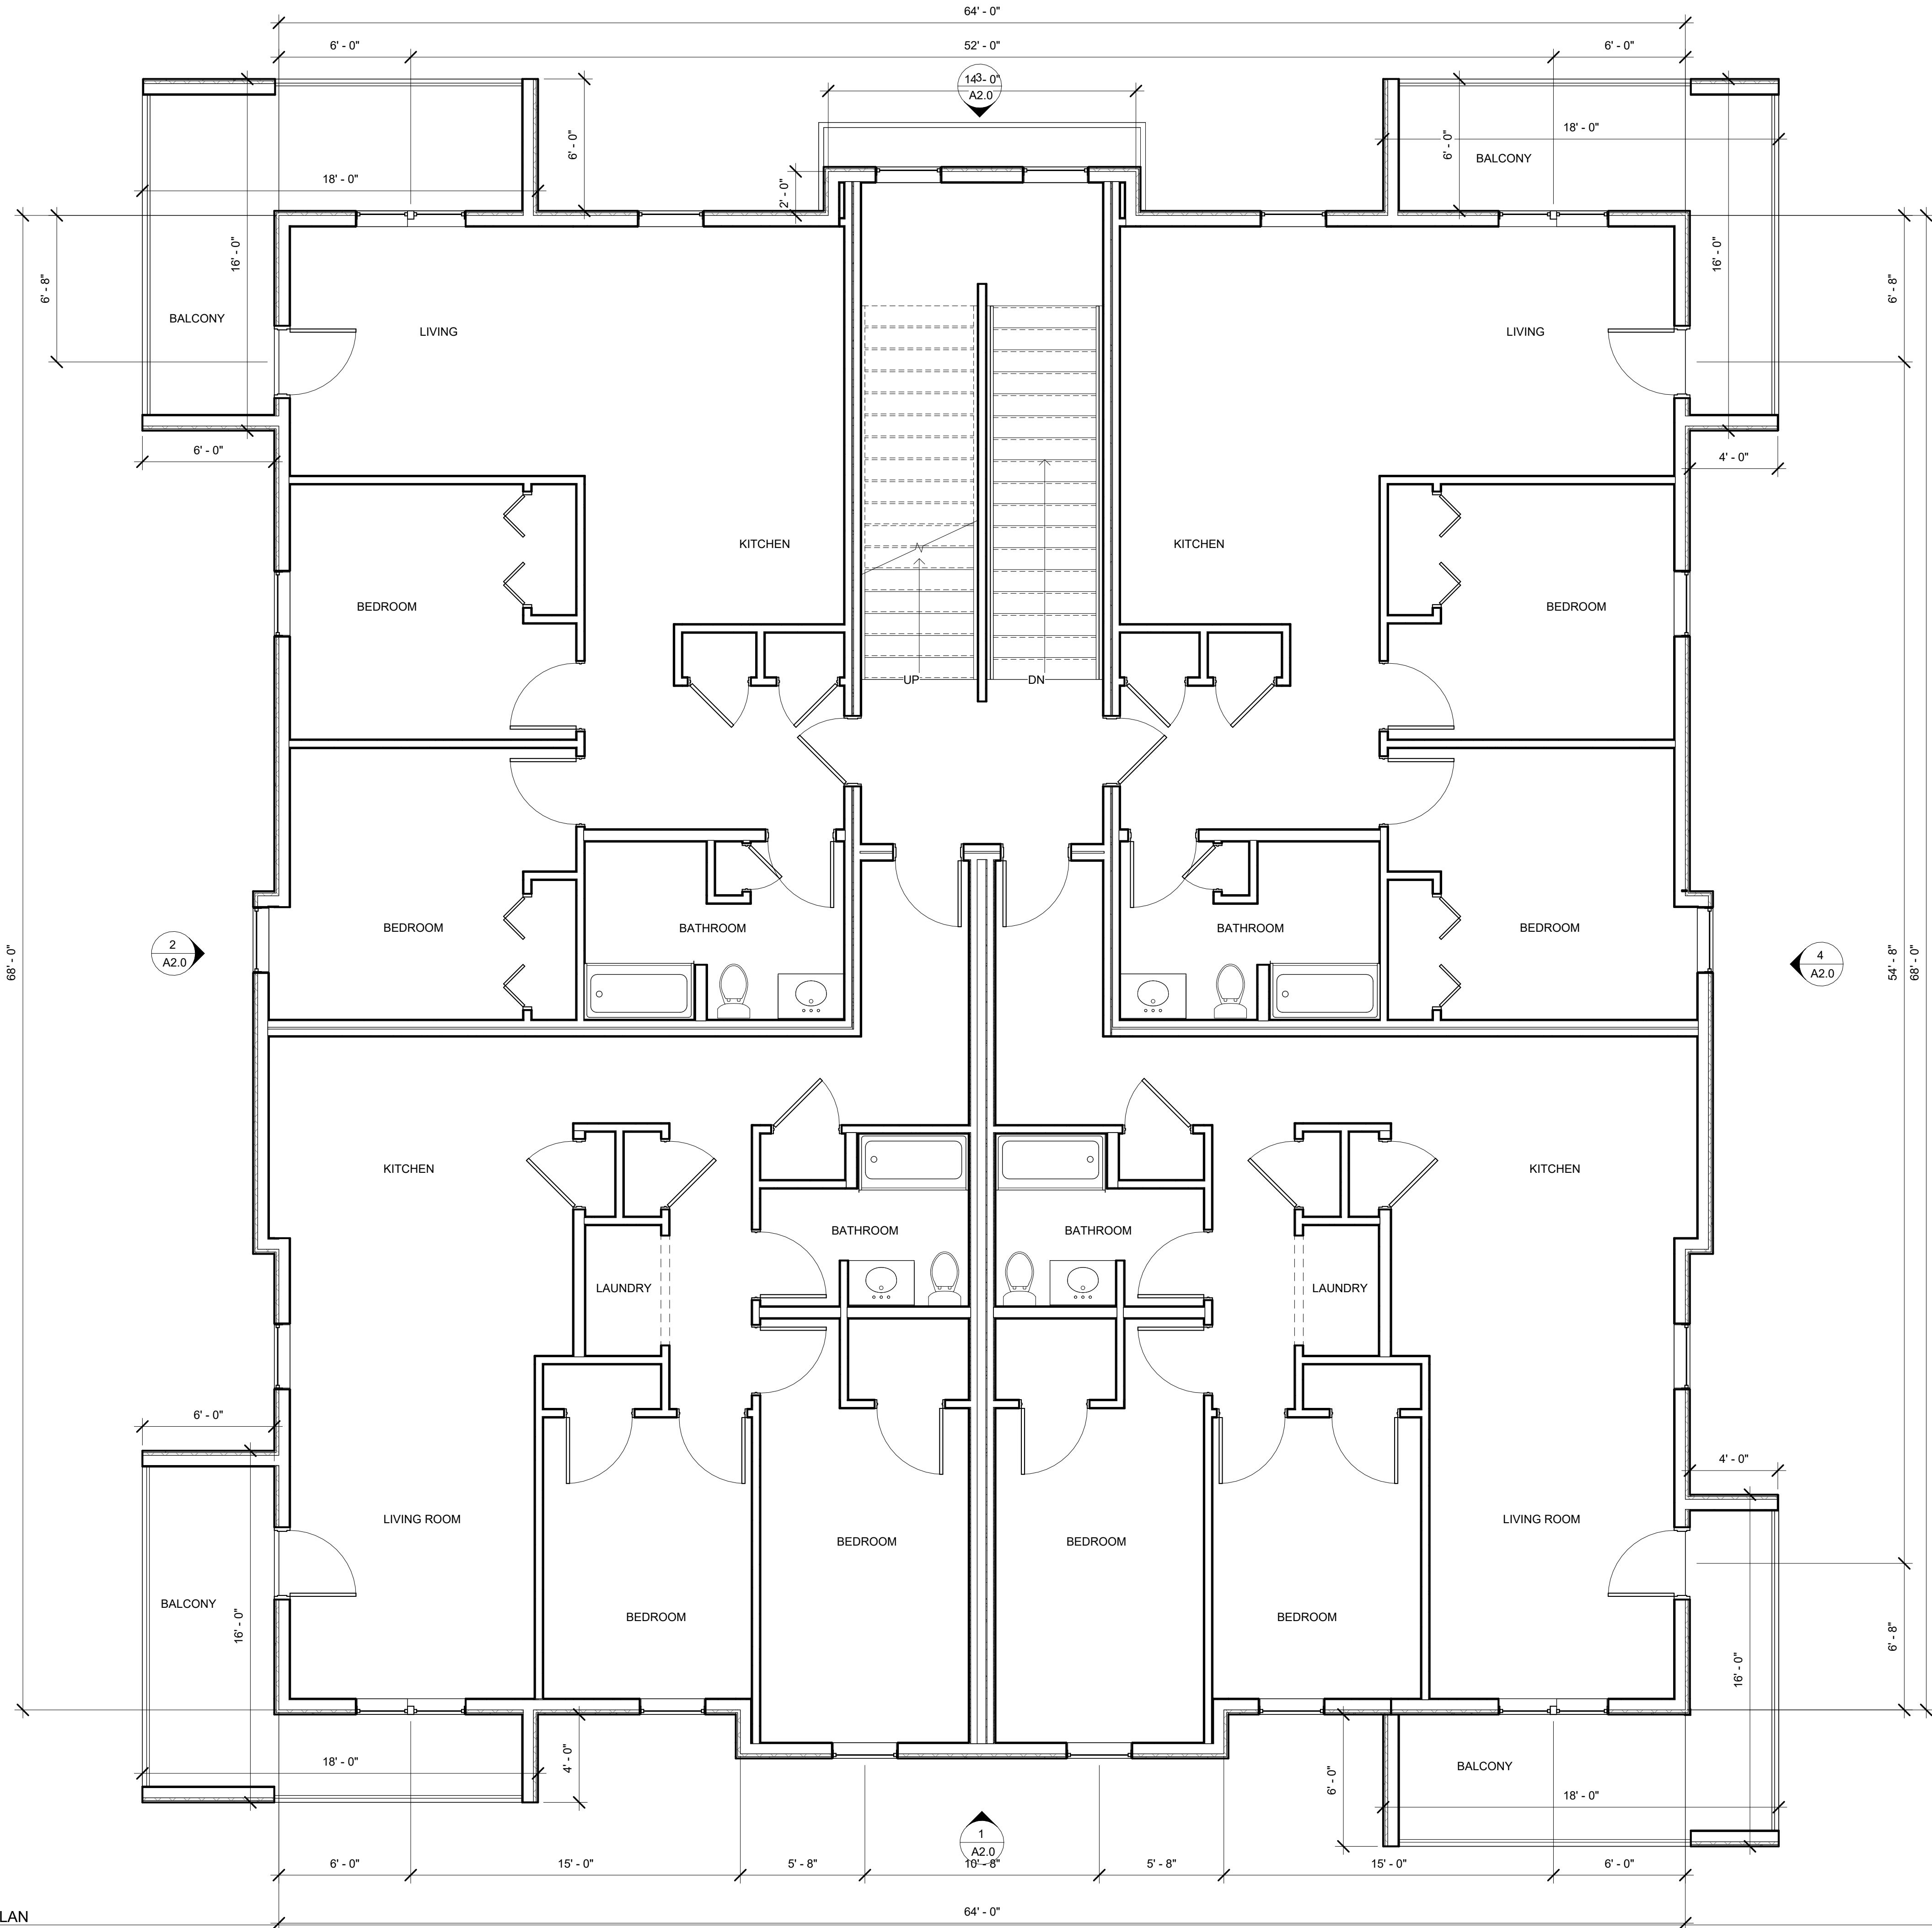 64' - 0"
6' - 0"
52' - 0"
6' - 0"
3
14' - 0"
A2.0
6' - 0"
6' - 0"
18' - 0"
BALCONY
18' - 0"
2' - 0"
16' - 0"
16' - 0"
6' - 8"
6' - 8"
BALCONY
LIVING
LIVING
6' - 0"
4' - 0"
KITCHEN
KITCHEN
BEDROOM
BEDROOM
UP
DN
BEDROOM
BATHROOM
BATHROOM
BEDROOM
2
A2.0
4
A2.0
68' - 0"
54' - 8"
68' - 0"
KITCHEN
KITCHEN
BATHROOM
BATHROOM
LAUNDRY
LAUNDRY
6' - 0"
4' - 0"
LIVING ROOM
LIVING ROOM
BEDROOM
BEDROOM
BALCONY
BEDROOM
BEDROOM
16' - 0"
6' - 8"
16' - 0"
18' - 0"
4' - 0"
BALCONY
6' - 0"
18' - 0"
1
A2.0
6' - 0"
15' - 0"
5' - 8"
10' - 8"
5' - 8"
15' - 0"
6' - 0"
64' - 0"
LAN